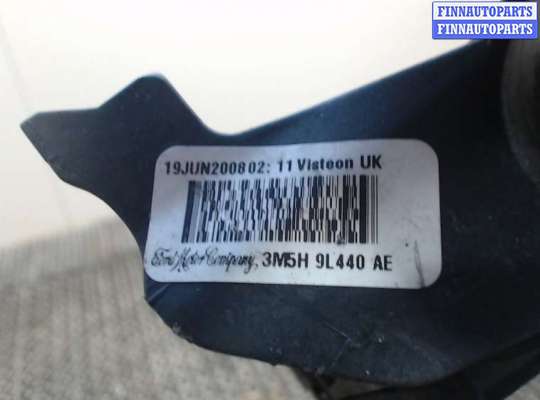 FINNAUTOPARTS
FINNAUTOPARTS
19JUN2008 02: 11 Visteon UK
Ford Motor Company, 3M5H 9L440 AE